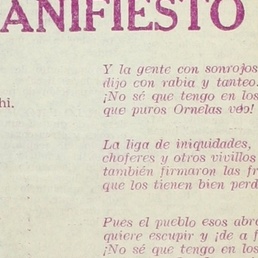 ANIFIESTO
hi.
Y la gente con sonrojos
dijo con rabia y tanteo:
¡No sé que tengo en los
que puros Ornelas veo!
La liga de iniquidades,
choferes y otros vivillos
también firmaron las fr
que los tienen bien perd
Pues el pueblo esos abr
quiere escupir y ¡de a f
¡No sé que tengo en los